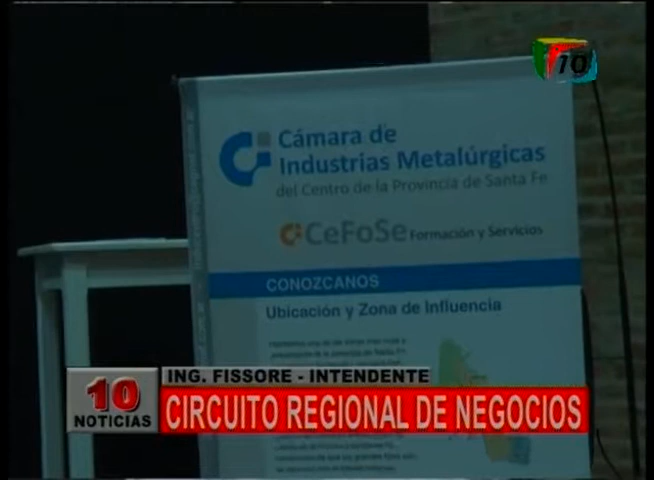 10
Cámara de
Industrias Metalúrgicas
del Centro de la Provincia de Santa Fe
CeFoSe Formación y Servicios
CONOZCANOS
Ubicación y Zona de Influencia
ING. FISSORE - INTENDENTE
10
NOTICIAS
CIRCUITO REGIONAL DE NEGOCIOS